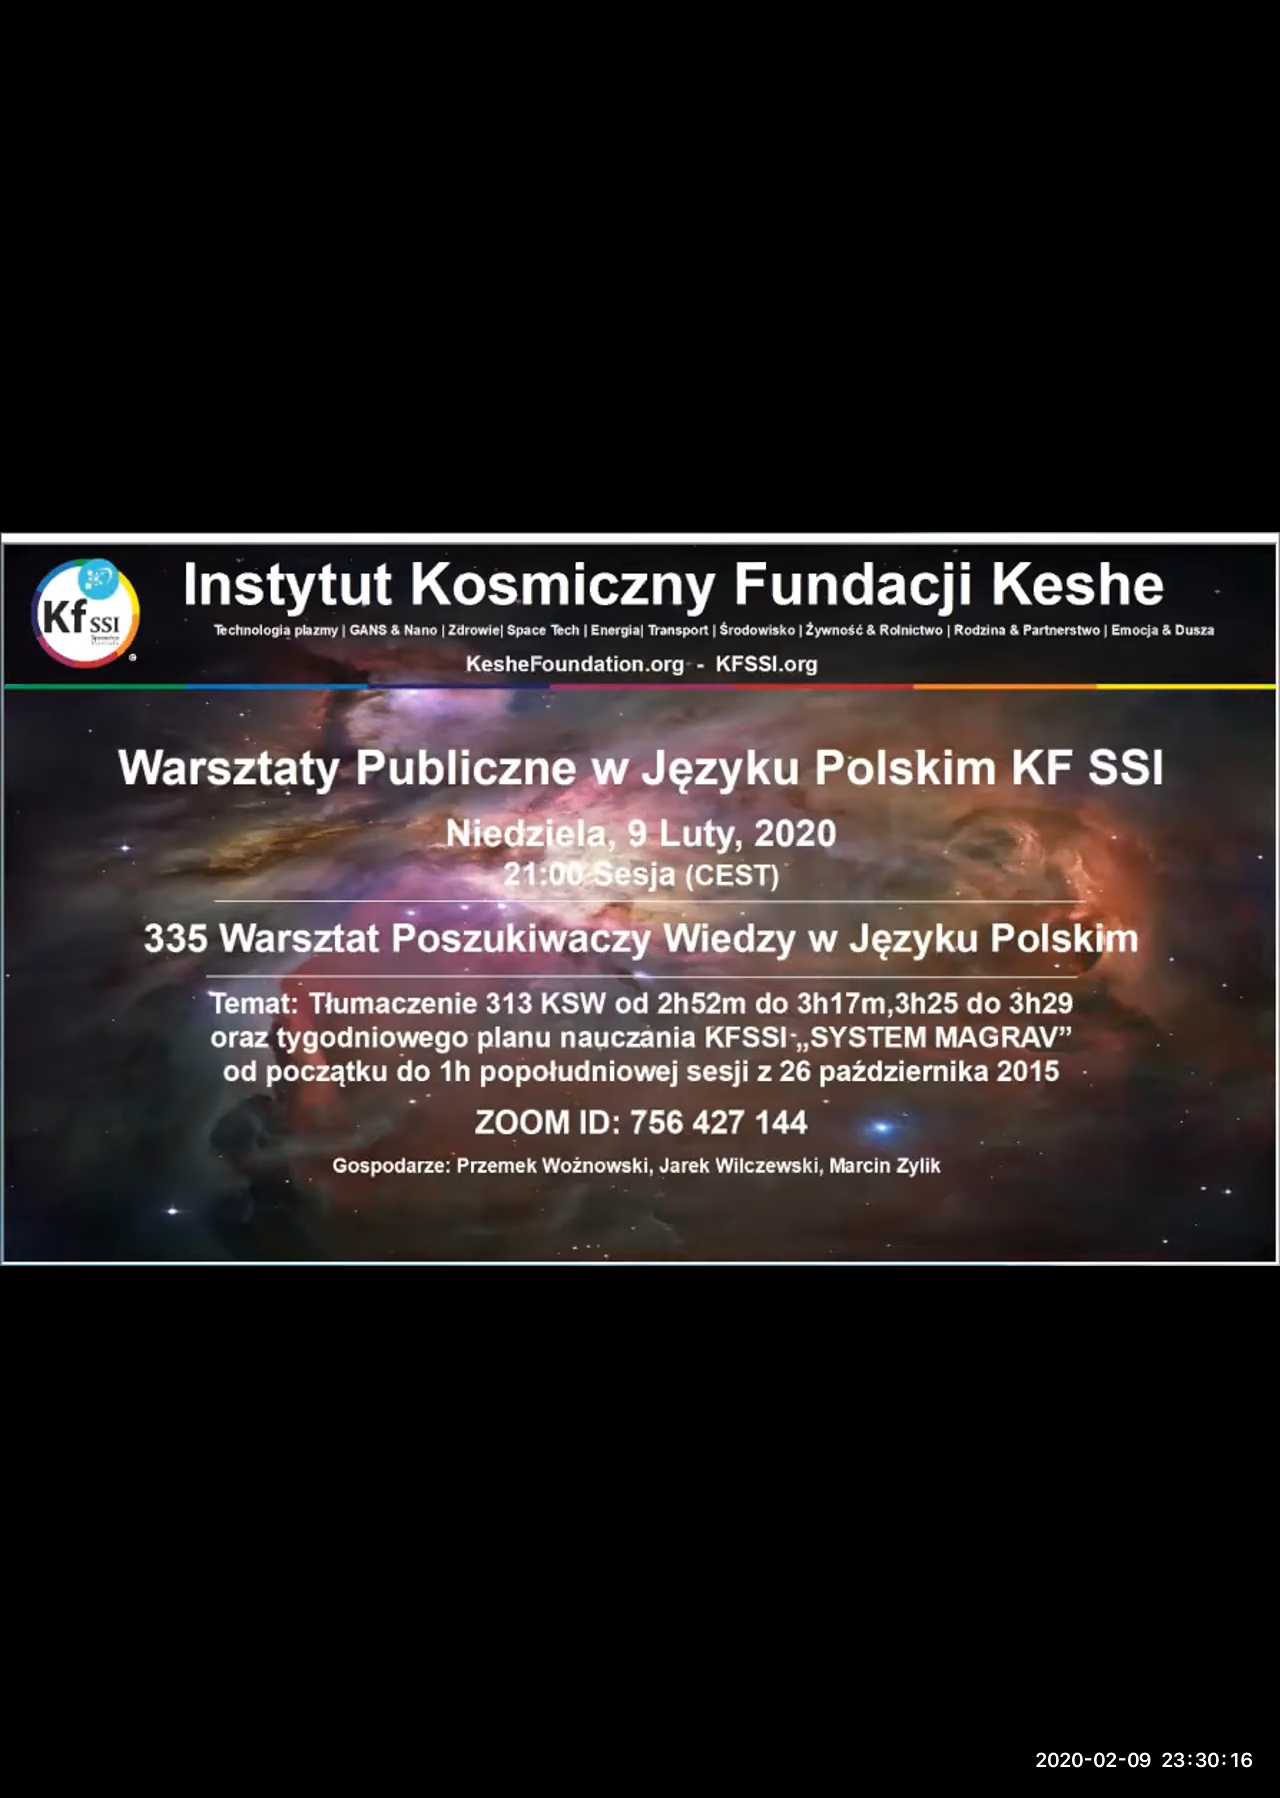 Instytut Kosmiczny Fundacji Keshe
Technologia plazmy | GANS & Nano | Zdrowie| Space Tech | Energia| Transport | Środowisko | Żywność & Rolnictwo | Rodzina & Partnerstwo | Emocja & Dusza
KesheFoundation.org - KFSSI.org
Kf SSI
Warsztaty Publiczne w Języku Polskim KF SSI
Niedziela, 9 Luty, 2020
21:00 Sesja (CEST)
335 Warsztat Poszukiwaczy Wiedzy w Języku Polskim
Temat: Tłumaczenie 313 KSW od 2h52m do 3h17m,3h25 do 3h29
oraz tygodniowego planu nauczania KFSSI-„SYSTEM MAGRAV”
od początku do 1h popołudniowej sesji z 26 października 2015
ZOOM ID: 756 427 144
Gospodarze: Przemek Woźnowski, Jarek Wilczewski, Marcin Zylik
2020-02-09 23:30:16